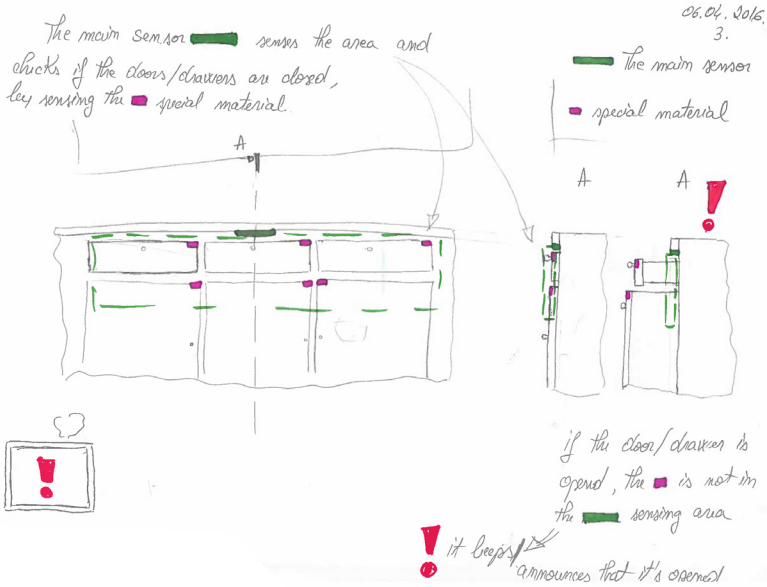 06.04.2016.
3.
The main sensor senses the area and
checks if the doors/drawers are closed,
by sensing the special material.
The main sensor
special material
A
A
A
!
!
if the door/drawer is
opend, the is not in
the sensing area
! it beeps/
announces that it's opened